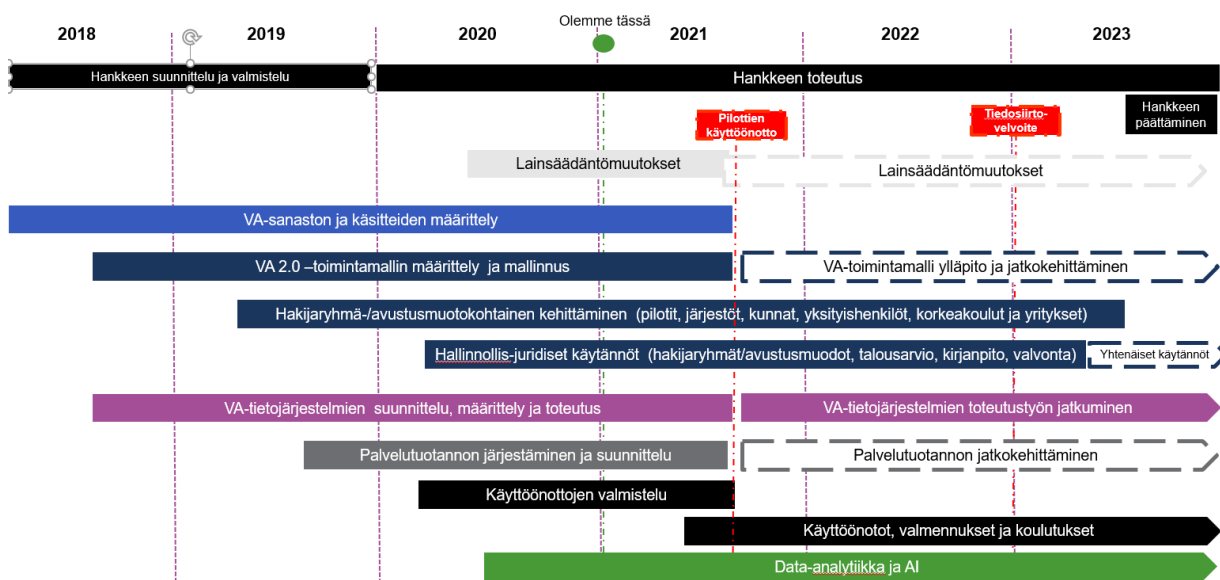 Olemme tässä
2018
2019
2020
2021
2022
2023
Hankkeen suunnittelu ja valmistelu
Hankkeen toteutus
Pilottien
käyttöönotto
Tiedosiirto-
velvoite
Hankkeen
päättäminen
Lainsäädäntömuutokset
Lainsäädäntömuutokset
VA-sanaston ja käsitteiden määrittely
VA 2.0 –toimintamallin määrittely ja mallinnus
VA-toimintamalli ylläpito ja jatkokehittäminen
Hakijaryhmä-/avustusmuotokohtainen kehittäminen (pilotit, järjestöt, kunnat, yksityishenkilöt, korkeakoulut ja yritykset)
Hallinnollis-juridiset käytännöt (hakijaryhmät/avustusmuodot, talousarvio, kirjanpito, valvonta)
Yhtenäiset käytännöt
VA-tietojärjestelmien suunnittelu, määrittely ja toteutus
VA-tietojärjestelmien toteutustyön jatkuminen
Palvelutuotannon järjestäminen ja suunnittelu
Palvelutuotannon jatkokehittäminen
Käyttöönottojen valmistelu
Käyttöönotot, valmennukset ja koulutukset
Data-analytiikka ja AI